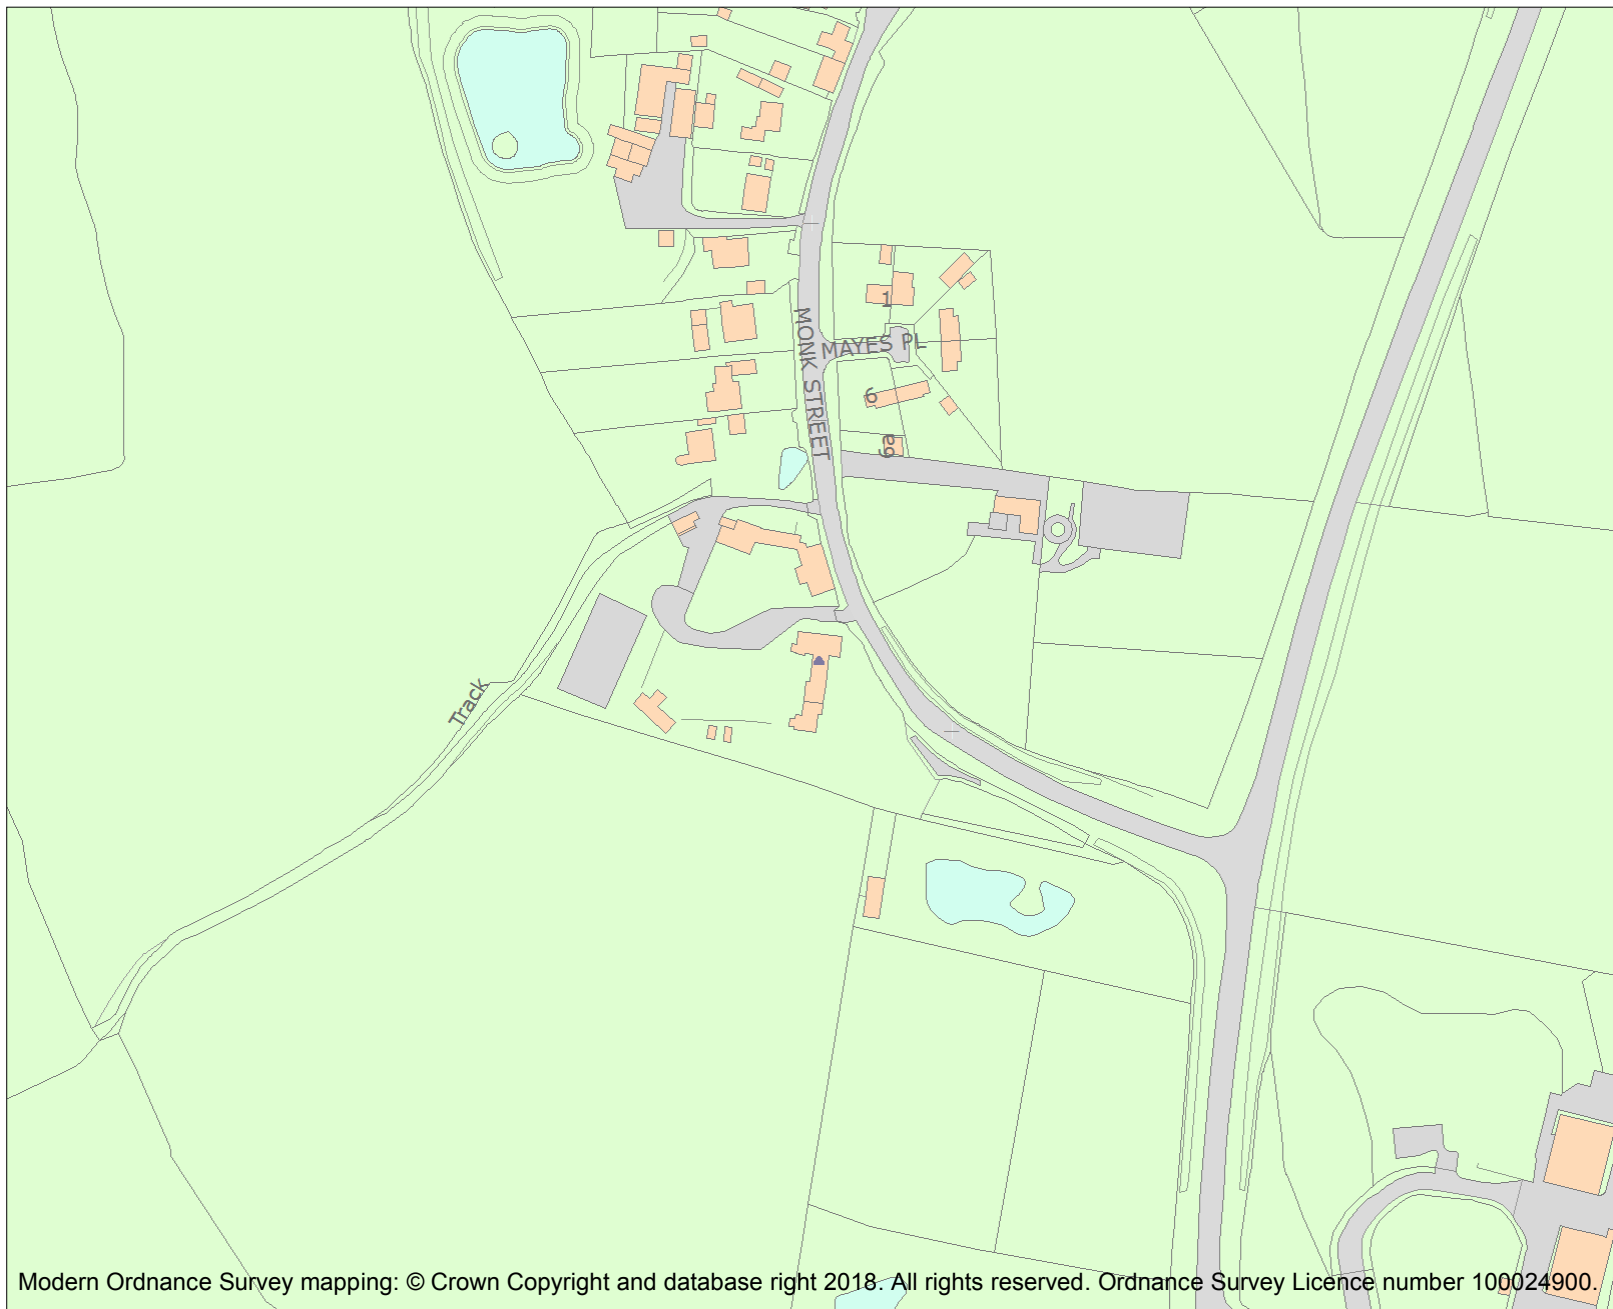 MONK STREET
1
MAYES PL
6
6a
Track
Modern Ordnance Survey mapping: © Crown Copyright and database right 2018. All rights reserved. Ordnance Survey Licence number 100024900.